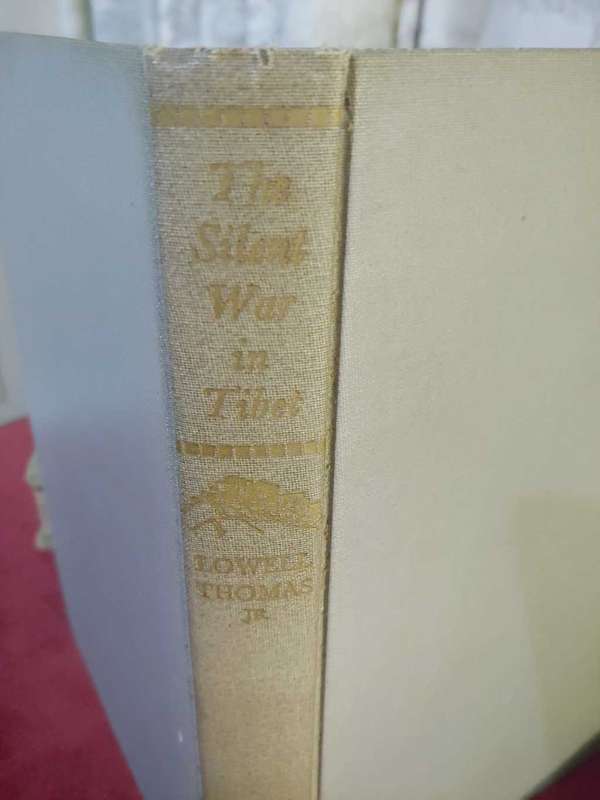 The
Silent
War
in
Tibet
LOWELL
THOMAS
JR